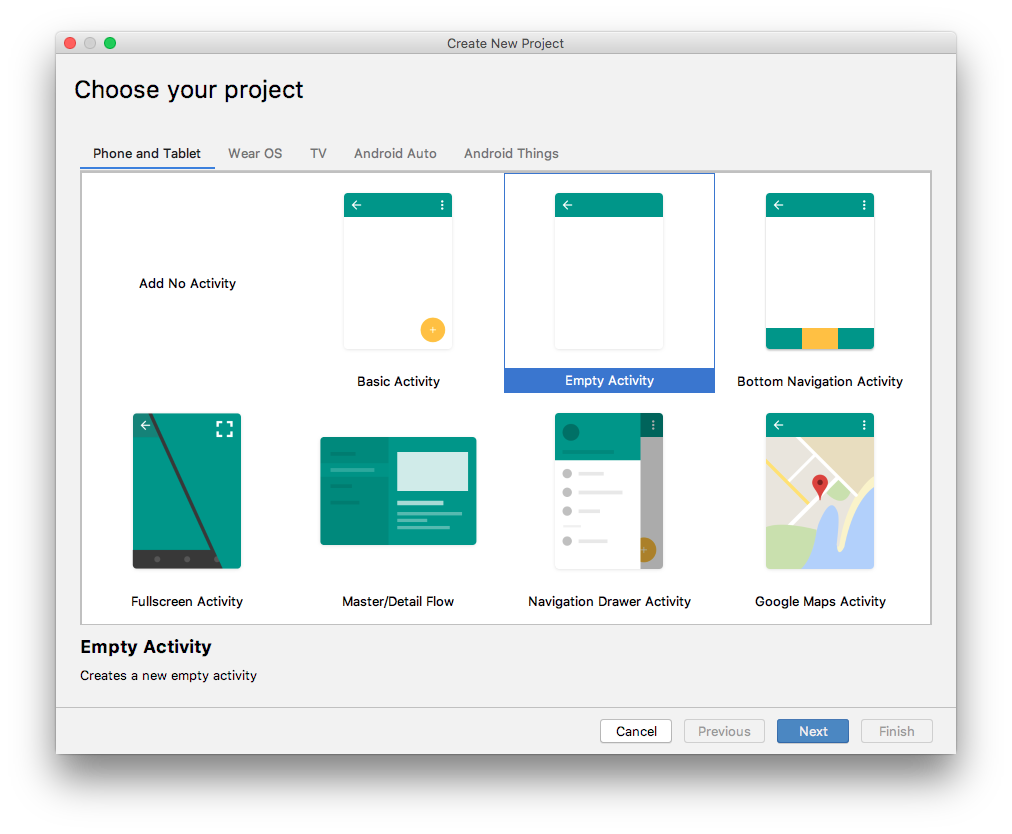 Create New Project
Choose your project
Phone and Tablet
Wear OS
TV
Android Auto
Android Things
Add No Activity
Basic Activity
Empty Activity
Bottom Navigation Activity
Fullscreen Activity
Master/Detail Flow
Navigation Drawer Activity
Google Maps Activity
Empty Activity
Creates a new empty activity
Cancel
Previous
Next
Finish